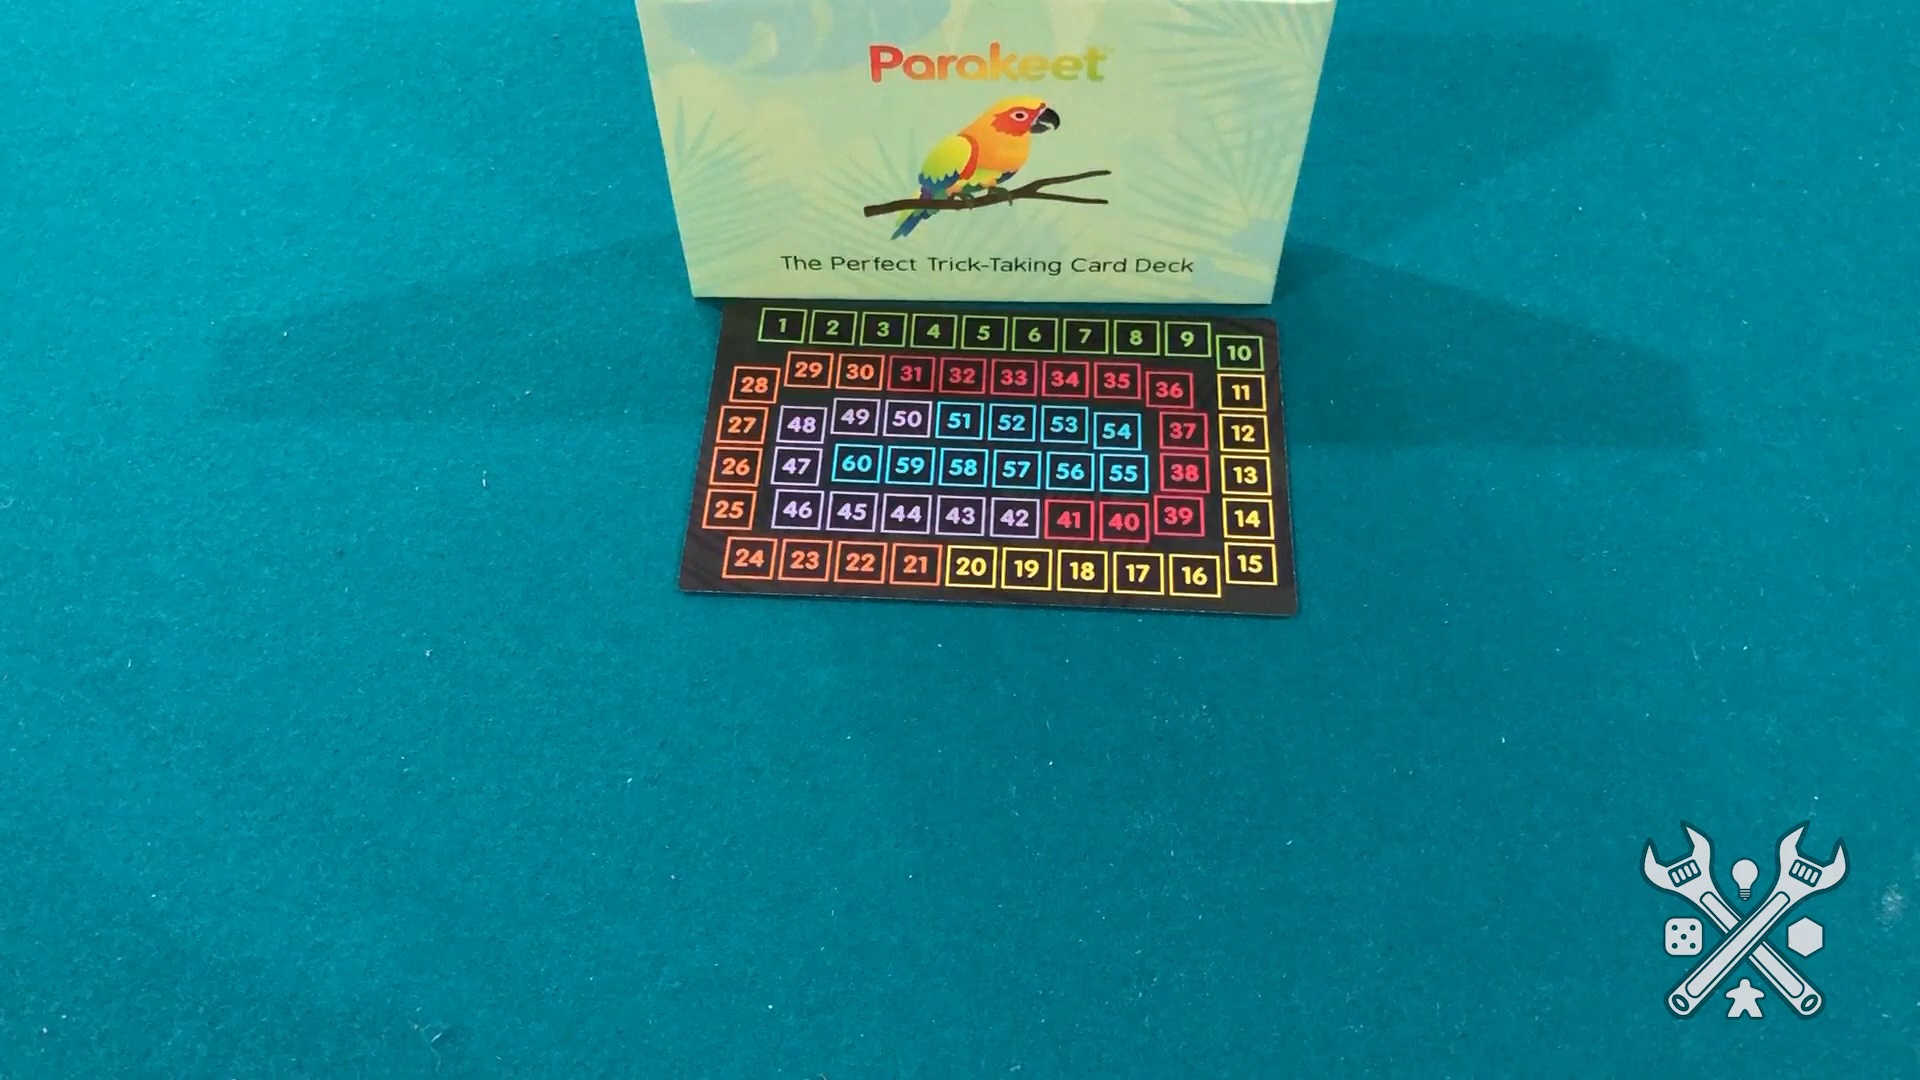 Parakeet
The Perfect Trick-Taking Card Deck
1 2 3 4 5 6 7 8 9 10
28 29 30 31 32 33 34 35 36 11
27 48 49 50 51 52 53 54 37 12
26 47 60 59 58 57 56 55 38 13
25 46 45 44 43 42 41 40 39 14
24 23 22 21 20 19 18 17 16 15